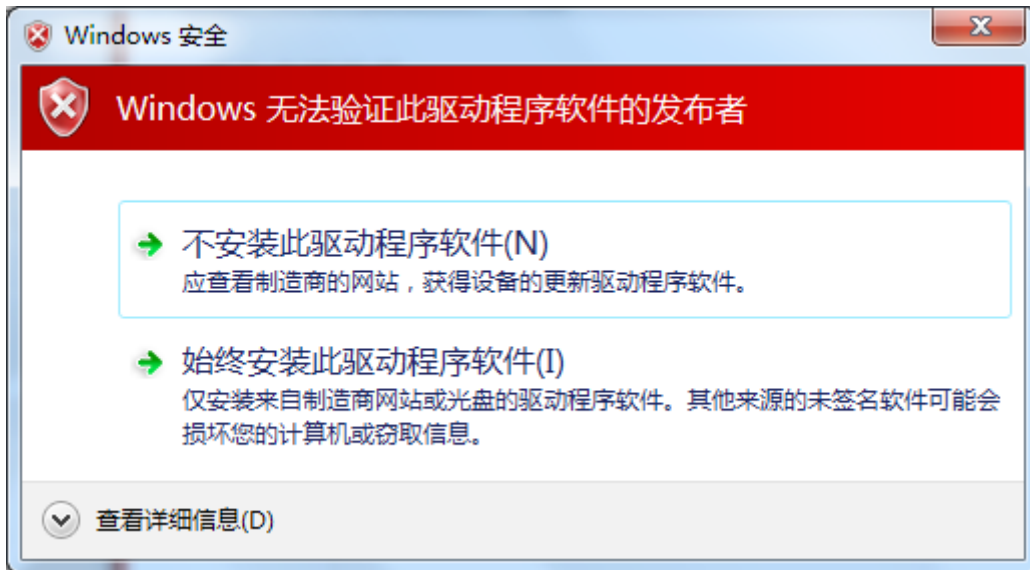 Windows 安全
Windows 无法验证此驱动程序软件的发布者
不安装此驱动程序软件(N)
应查看制造商的网站，获得设备的更新驱动程序软件。
始终安装此驱动程序软件(I)
仅安装来自制造商网站或光盘的驱动程序软件。其他来源的未签名软件可能会
损坏您的计算机或窃取信息。
查看详细信息(D)